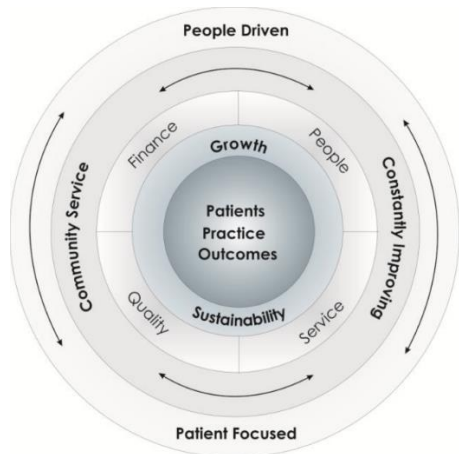 People Driven
Finance
People
Growth
Community Service
Constantly Improving
Patients
Practice
Outcomes
Quality
Sustainability
Service
Patient Focused